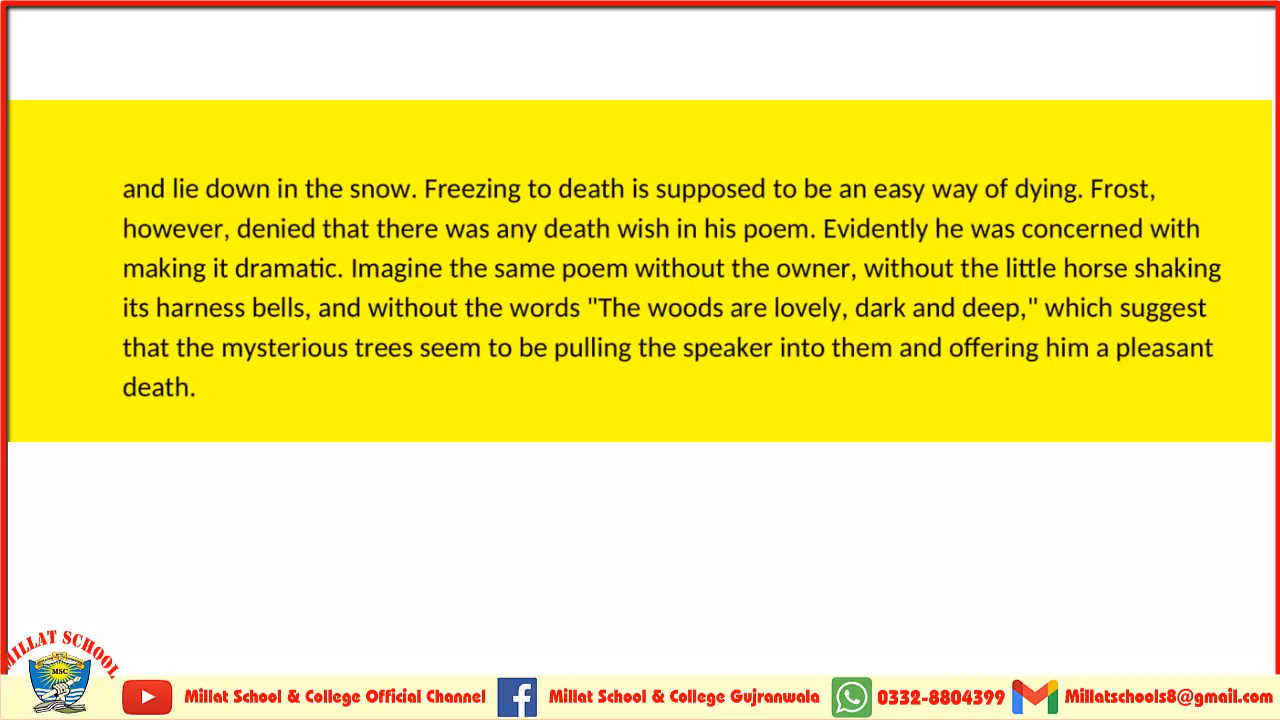 and lie down in the snow. Freezing to death is supposed to be an easy way of dying. Frost,
however, denied that there was any death wish in his poem. Evidently he was concerned with
making it dramatic. Imagine the same poem without the owner, without the little horse shaking
its harness bells, and without the words "The woods are lovely, dark and deep," which suggest
that the mysterious trees seem to be pulling the speaker into them and offering him a pleasant
death.
MILLAT SCHOOL
MSC
Millat School & College Official Channel
Millat School & College Gujranwala
0332-8804399
Millatschools8@gmail.com